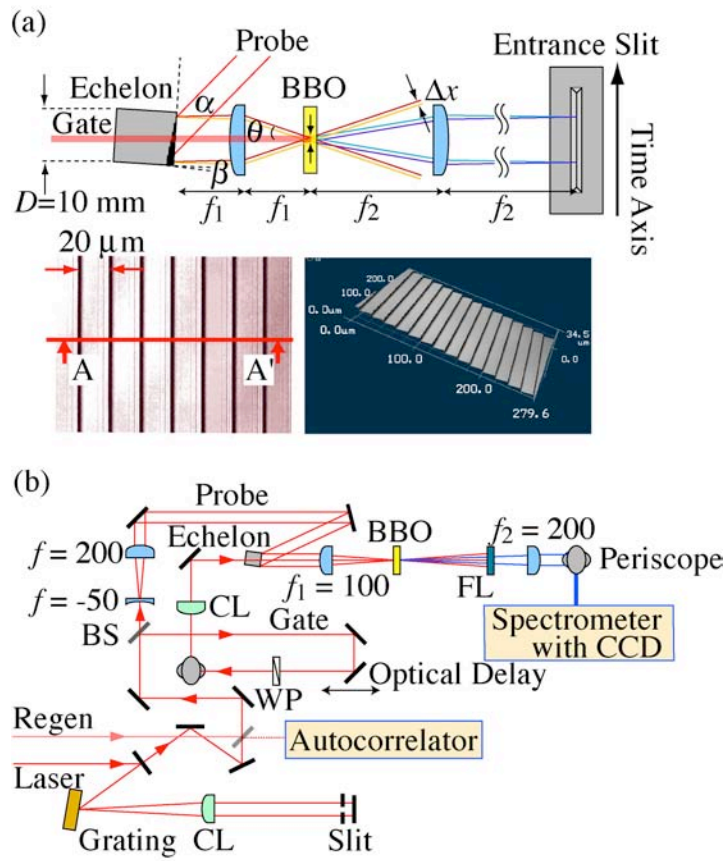 (a)
Probe
Entrance Slit
Echelon
BBO
Δx
α
Gate
θ
β
D=10 mm
f₁
f₁
f₂
f₂
Time Axis
20 μm
A
A'
200.0
100.0
0.0um
0.0um
100.0
200.0
279.6
34.5
um
0.0
(b)
Probe
Echelon
BBO
f₂ = 200
Periscope
f = 200
f₁ = 100
FL
f = -50
CL
Spectrometer
with CCD
BS
Gate
WP
Optical Delay
Regen
Autocorrelator
Laser
Grating
CL
Slit